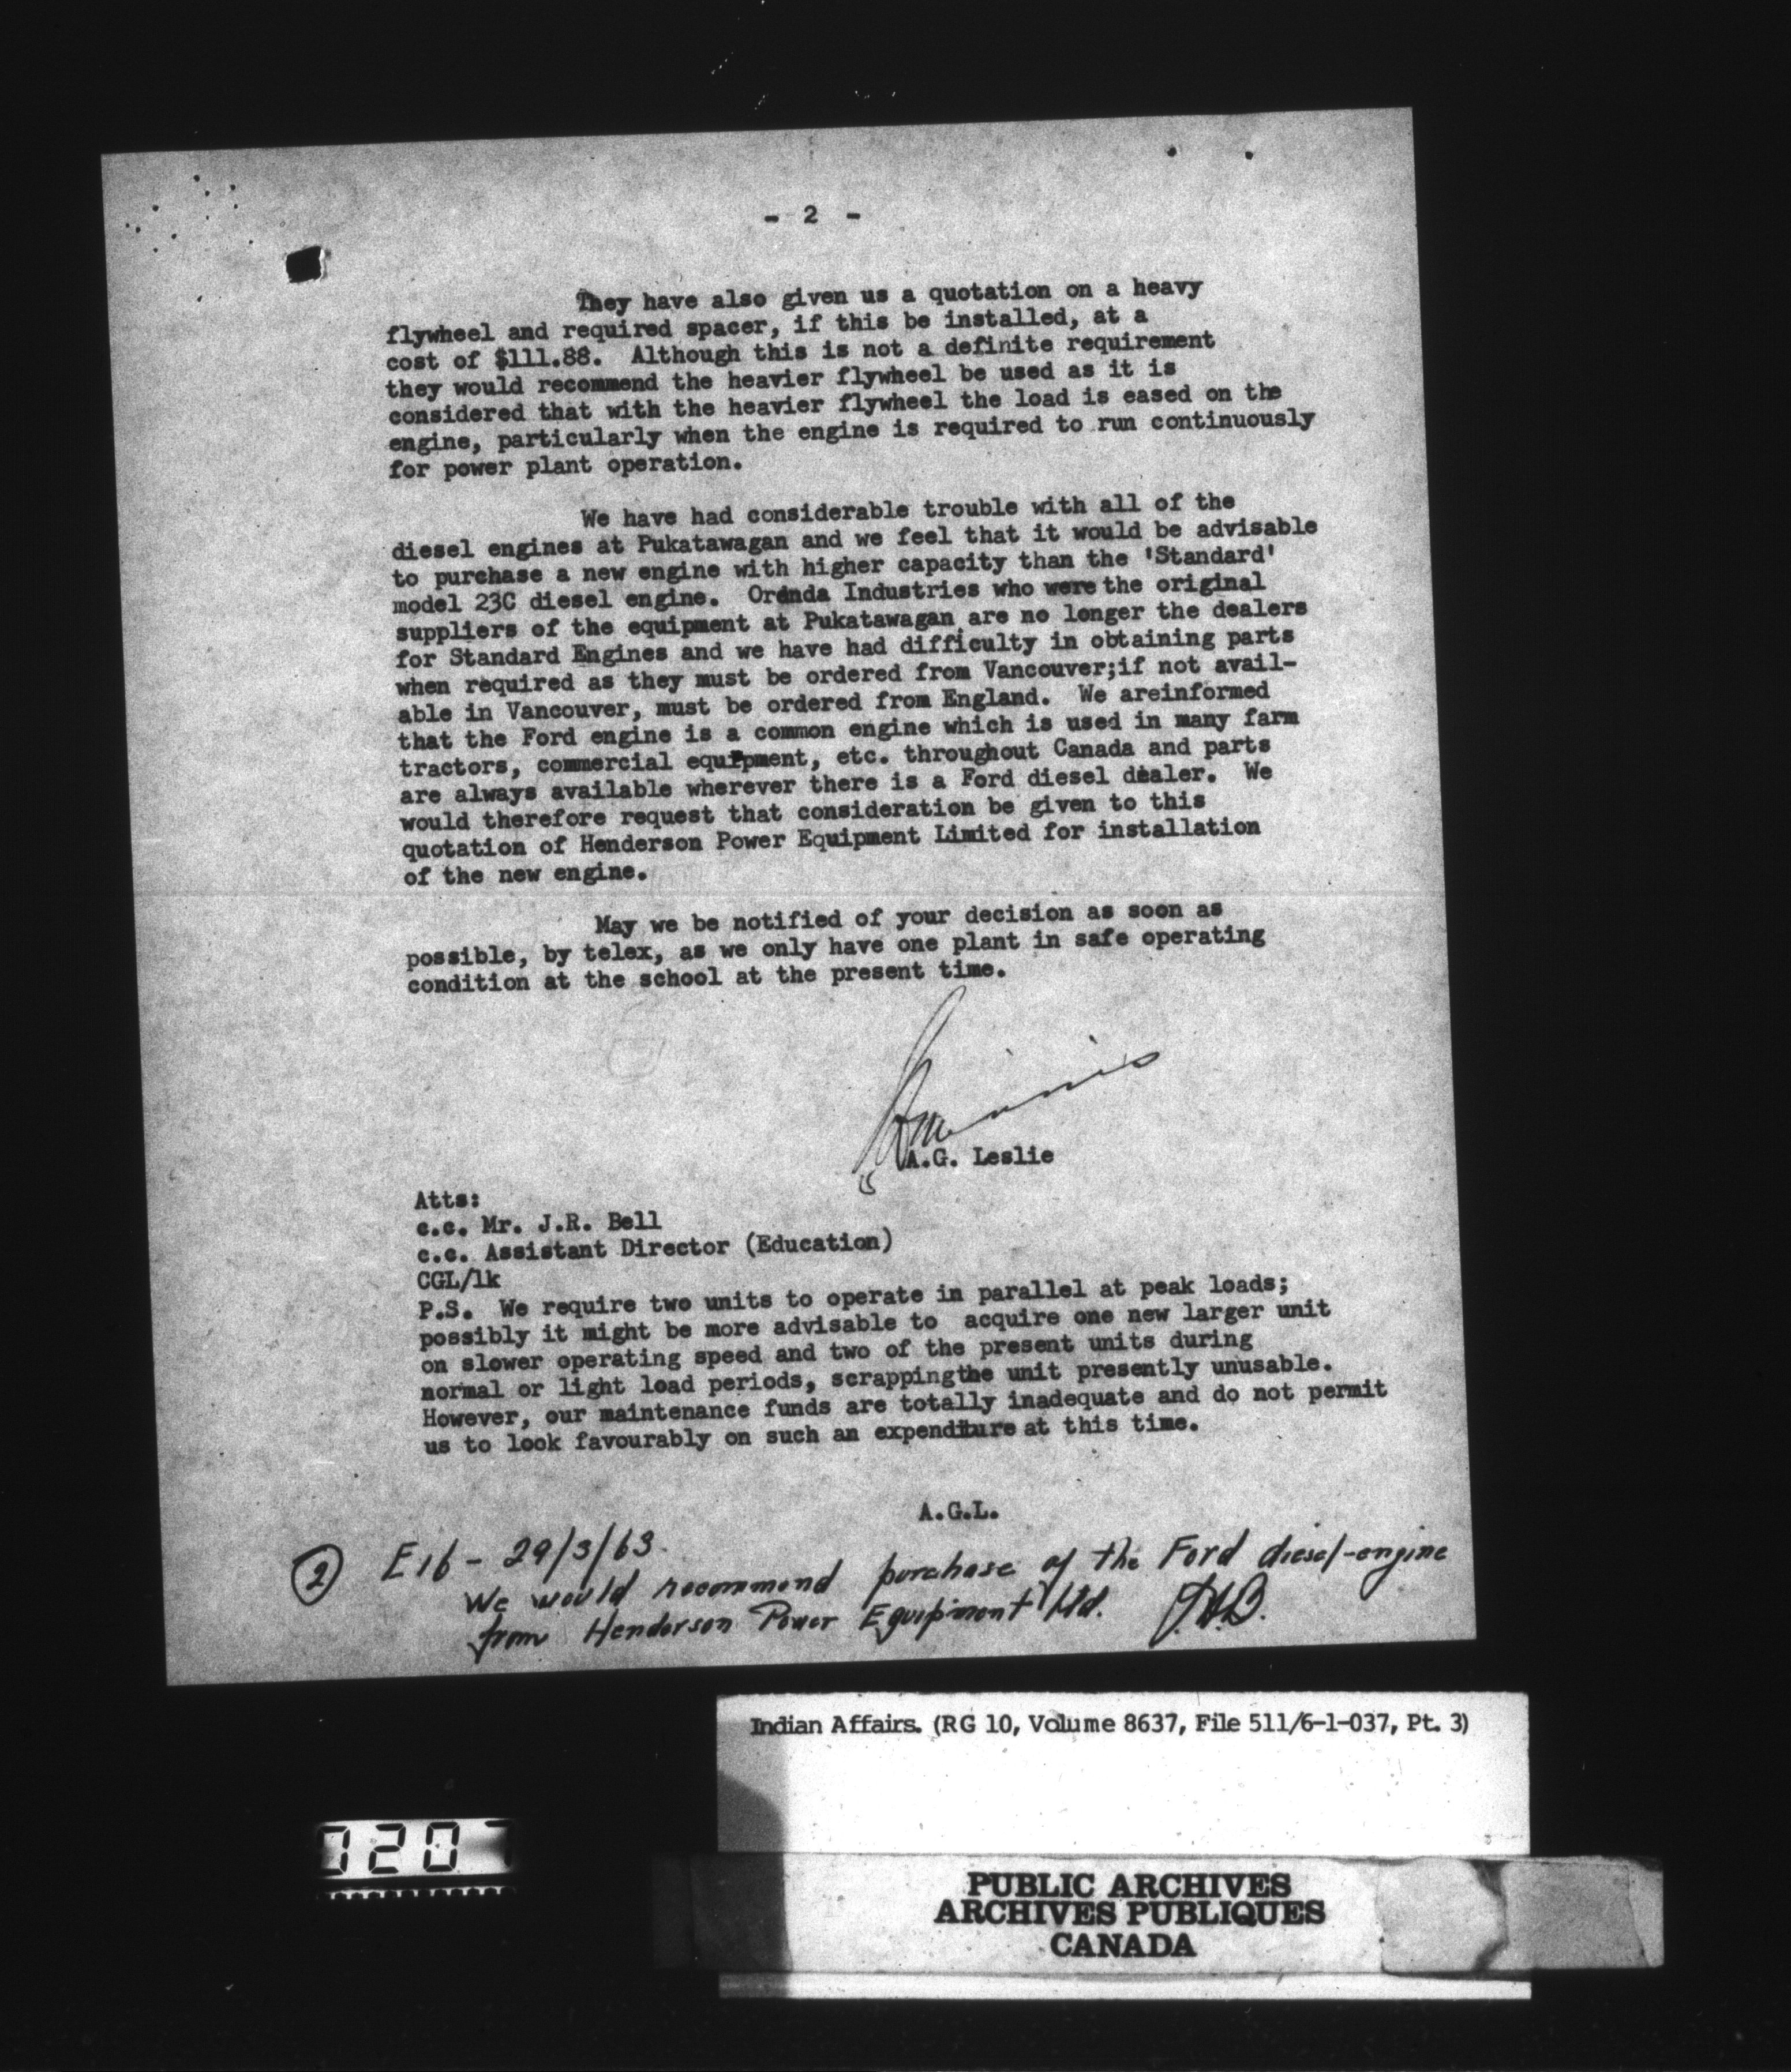 - 2 -
They have also given us a quotation on a heavy
flywheel and required spacer, if this be installed, at a
cost of $111.88. Although this is not a definite requirement
they would recommend the heavier flywheel be used as it is
considered that with the heavier flywheel the load is eased on the
engine, particularly when the engine is required to run continuously
for power plant operation.
We have had considerable trouble with all of the
diesel engines at Pukatawagan and we feel that it would be advisable
to purchase a new engine with higher capacity than the 'Standard'
model 23C diesel engine. Orenda Industries who were the original
suppliers of the equipment at Pukatawagan are no longer the dealers
for Standard Engines and we have had difficulty in obtaining parts
when required as they must be ordered from Vancouver;if not avail-
able in Vancouver, must be ordered from England. We areinformed
that the Ford engine is a common engine which is used in many farm
tractors, commercial equipment, etc. throughout Canada and parts
are always available wherever there is a Ford diesel dealer. We
would therefore request that consideration be given to this
quotation of Henderson Power Equipment Limited for installation
of the new engine.
May we be notified of your decision as soon as
possible, by telex, as we only have one plant in safe operating
condition at the school at the present time.
A.G. Leslie
Atts:
c.c. Mr. J.R. Bell
c.c. Assistant Director (Education)
CGL/lk
P.S. We require two units to operate in parallel at peak loads;
possibly it might be more advisable to acquire one new larger unit
on slower operating speed and two of the present units during
normal or light load periods, scrappingthe unit presently unusable.
However, our maintenance funds are totally inadequate and do not permit
us to look favourably on such an expenditure at this time.
A.G.L.
2 E16 - 29/3/63.
We would recommend purchase of the Ford diesel-engine
from Henderson Power Equipment Ltd.
Indian Affairs. (RG 10, Volume 8637, File 511/6-1-037, Pt. 3)
0207
PUBLIC ARCHIVES
ARCHIVES PUBLIQUES
CANADA